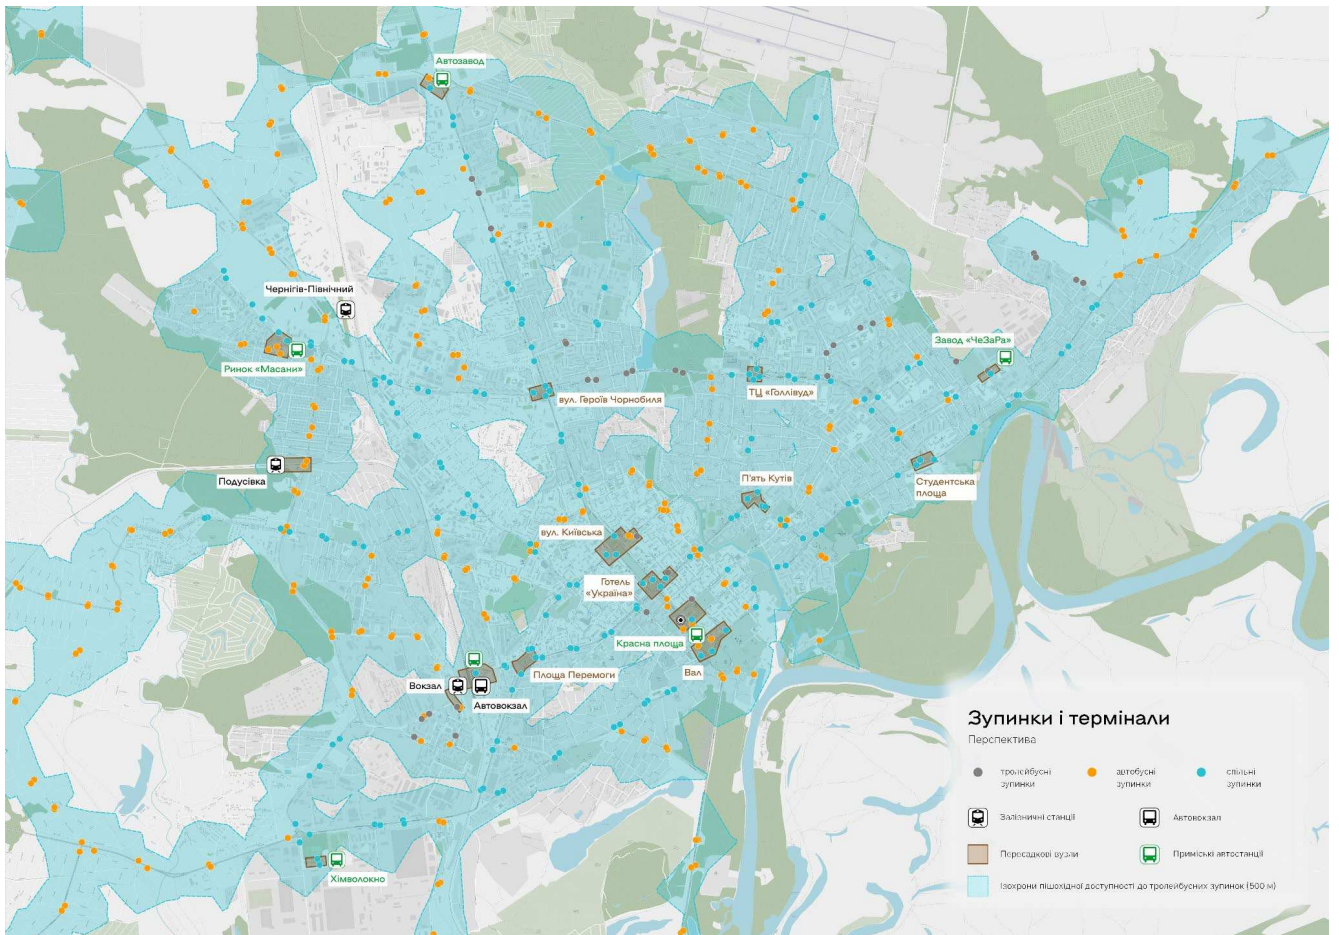 Автозавод
Чернігів-Північний
Завод «ЧеЗаРа»
Ринок «Масани»
вул. Героїв Чорнобиля
ТЦ «Голлівуд»
Подусівка
П'ять Кутів
Студентська
площа
вул. Київська
Готель
«Україна»
Красна площа
Вал
Площа Перемоги
Вокзал
Автовокзал
Хімволокно
Зупинки і термінали
Перспектива
тролейбусні
зупинки
автобусні
зупинки
спільні
зупинки
Залізничні станції
Автовокзал
Пересадкові вузли
Приміські автостанції
Ізохрони пішохідної доступності до тролейбусних зупинок (500 м)